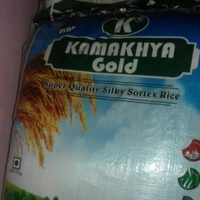 K
KAMAKHYA
Gold
Super Quality Silky Sortex Rice